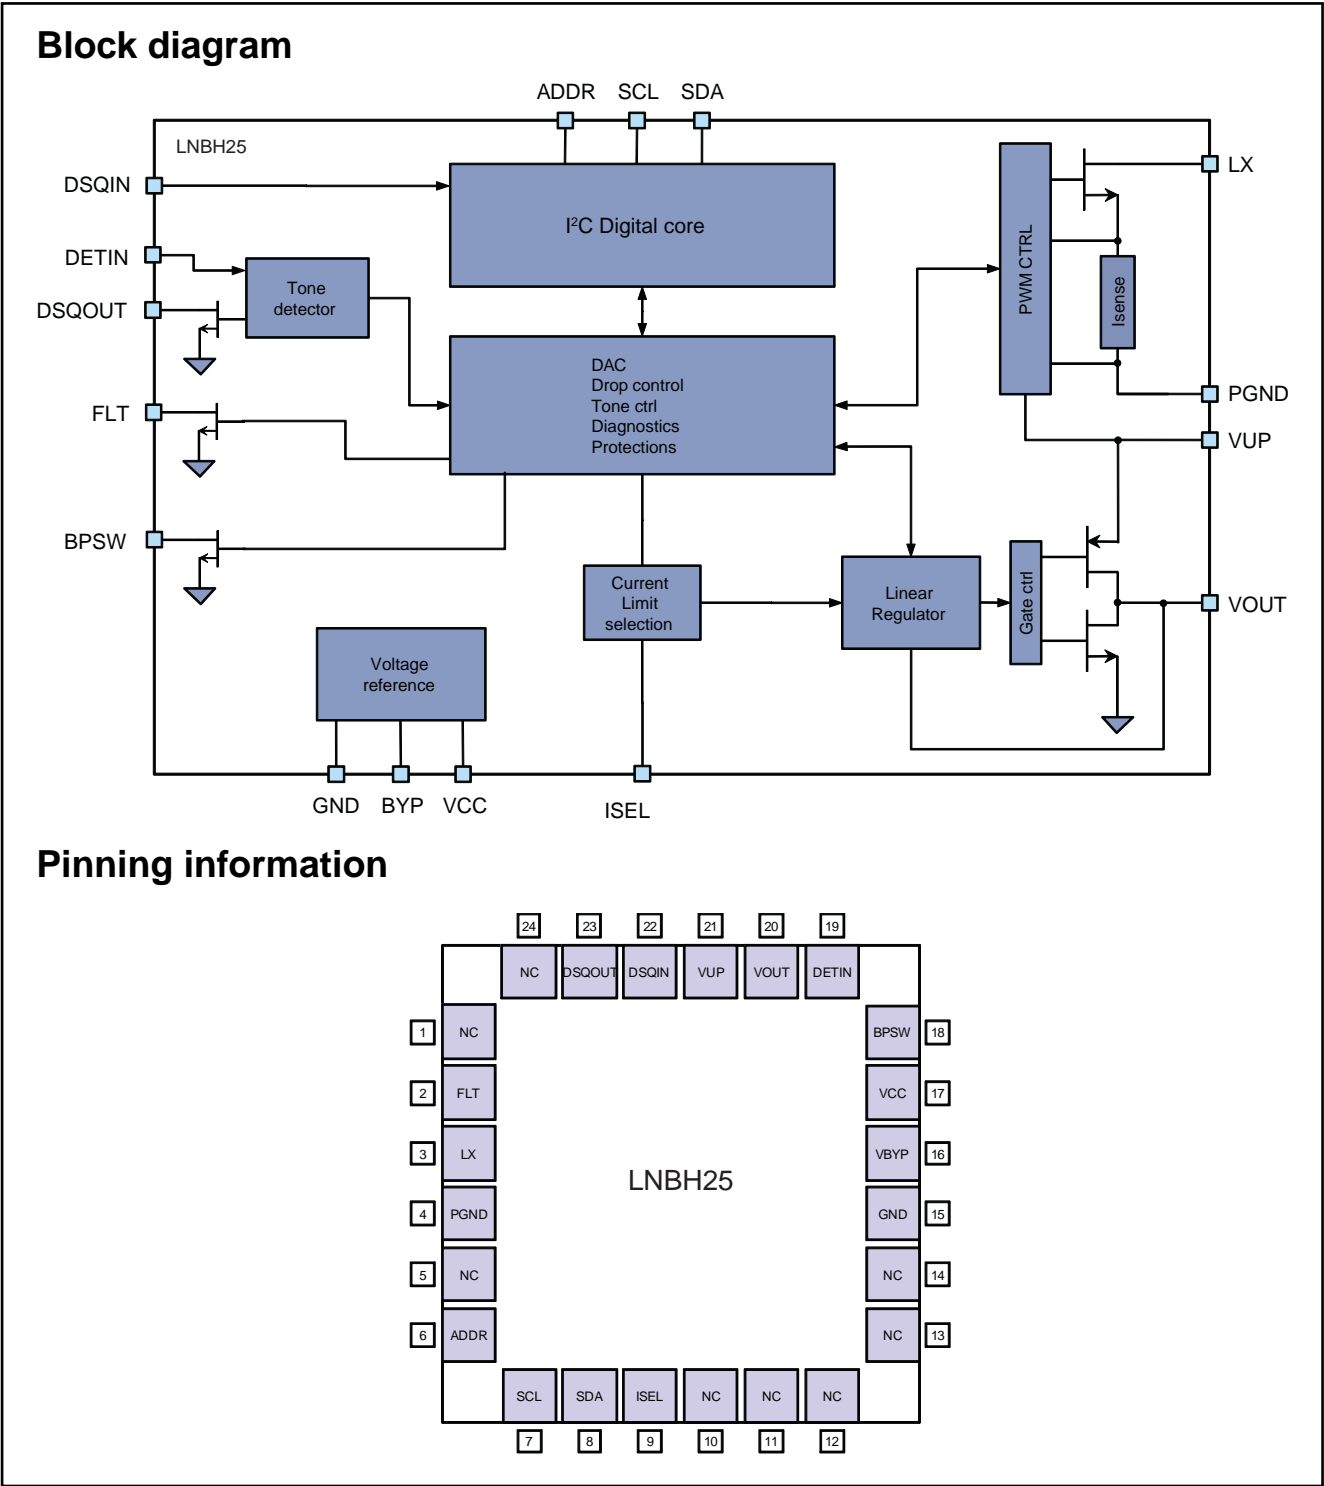 Block diagram
ADDR SCL SDA
LNBH25
DSQIN
DETIN
DSQOUT
FLT
BPSW
LX
PGND
VUP
VOUT
I²C Digital core
Tone
detector
DAC
Drop control
Tone ctrl
Diagnostics
Protections
PWM CTRL
Isense
Current
Limit
selection
Linear
Regulator
Gate ctrl
Voltage
reference
GND BYP VCC
ISEL
Pinning information
24 23 22 21 20 19
NC DSQOUT DSQIN VUP VOUT DETIN
1 NC
2 FLT
3 LX
4 PGND
5 NC
6 ADDR
LNBH25
BPSW 18
VCC 17
VBYP 16
GND 15
NC 14
NC 13
SCL SDA ISEL NC NC NC
7 8 9 10 11 12